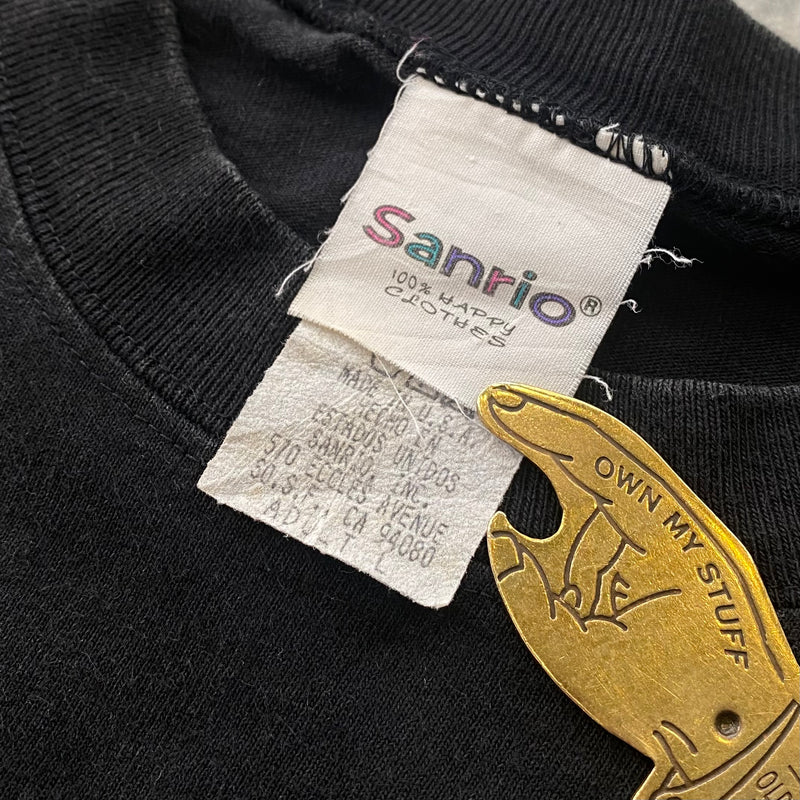 Sanrio®
100% HAPPY
CLOTHES
MADE IN U.S.A.
HECHO EN
ESTADOS UNIDOS
SANRIO, INC.
570 ECCLES AVENUE
SO. S.F. CA 94080
ADULT L
OWN MY STUFF
OLD